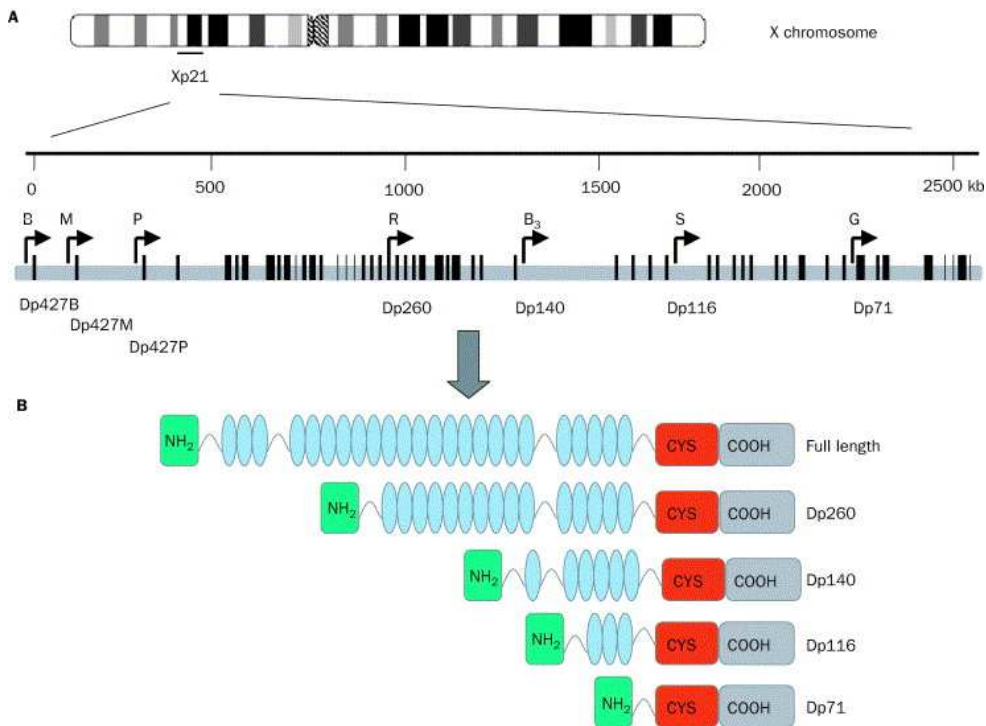 A
X chromosome
Xp21
0 500 1000 1500 2000 2500 kb
B M P R B3 S G
Dp427B Dp260 Dp140 Dp116 Dp71
Dp427M
Dp427P
B
NH2 CYS COOH Full length
NH2 CYS COOH Dp260
NH2 CYS COOH Dp140
NH2 CYS COOH Dp116
NH2 CYS COOH Dp71